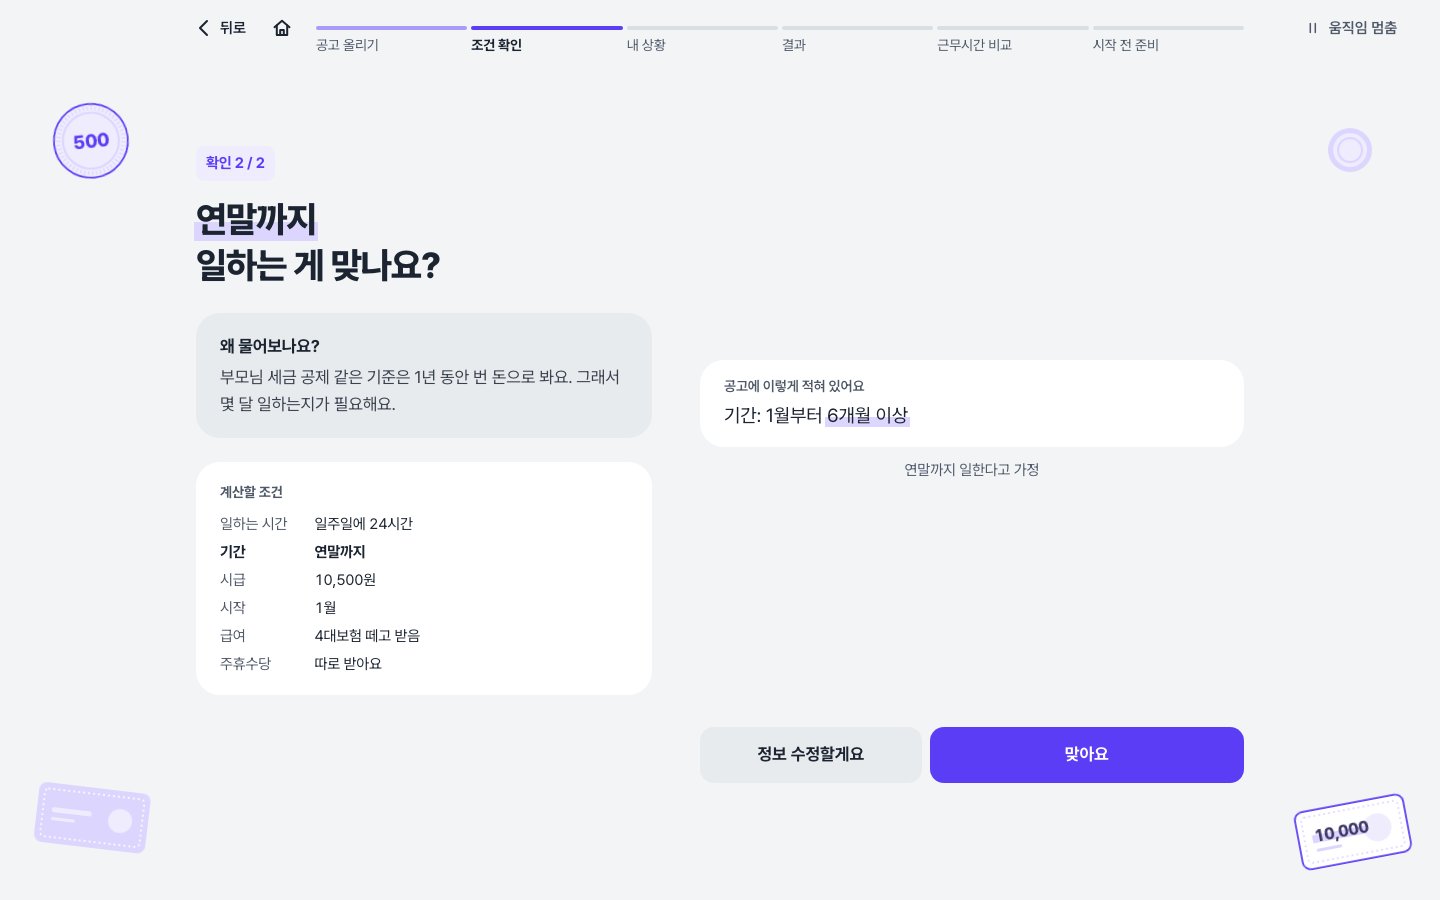 뒤로
공고 올리기
조건 확인
내 상황
결과
근무시간 비교
시작 전 준비
움직임 멈춤
500
확인 2 / 2
연말까지
일하는 게 맞나요?
왜 물어보나요?
부모님 세금 공제 같은 기준은 1년 동안 번 돈으로 봐요. 그래서
몇 달 일하는지가 필요해요.
공고에 이렇게 적혀 있어요
기간: 1월부터 6개월 이상
연말까지 일한다고 가정
계산할 조건
일하는 시간 일주일에 24시간
기간 연말까지
시급 10,500원
시작 1월
급여 4대보험 떼고 받음
주휴수당 따로 받아요
정보 수정할게요
맞아요
10,000